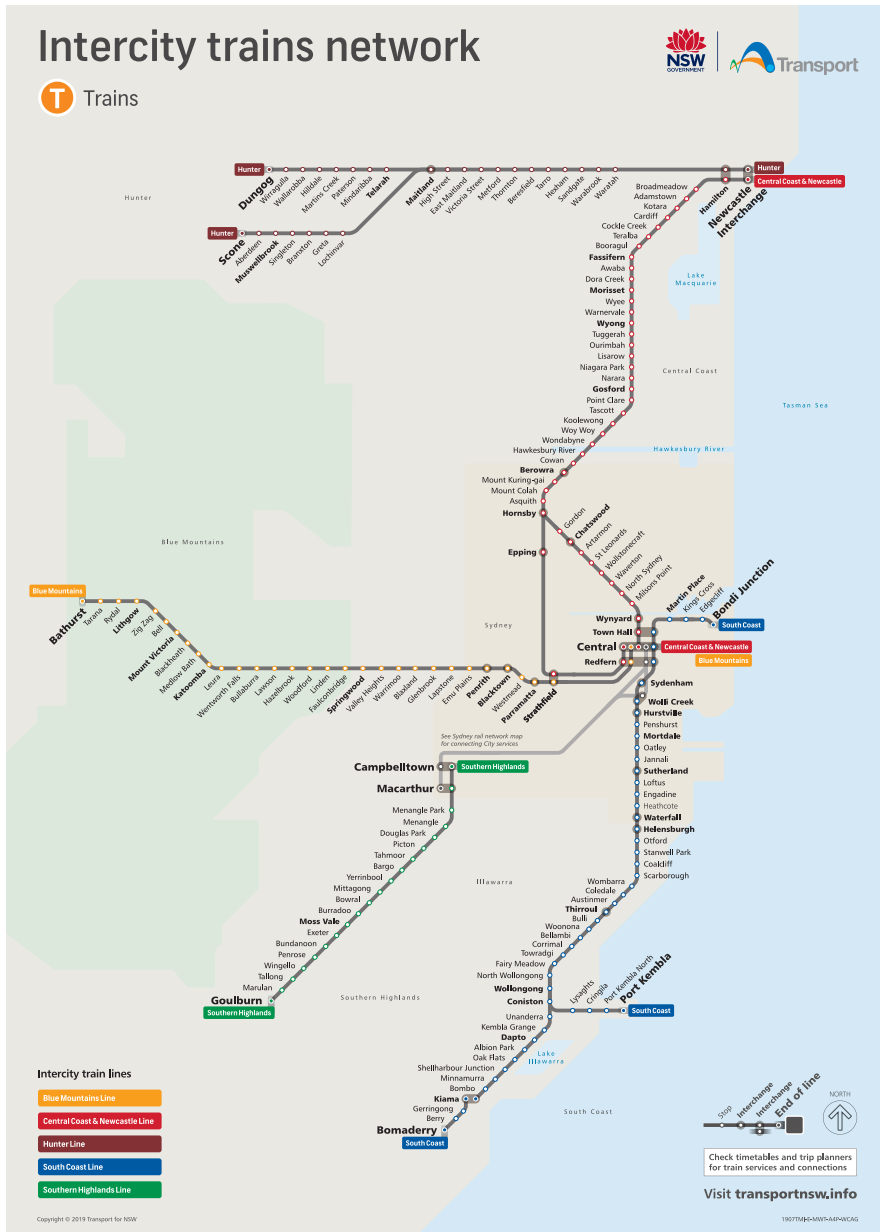 Intercity trains network
NSW
GOVERNMENT
Transport
T Trains
Hunter
Dungog
Wirragulla
Wallarobba
Hilldale
Martins Creek
Paterson
Mindaribba
Telarah
Maitland
High Street
East Maitland
Victoria Street
Metford
Thornton
Beresfield
Tarro
Hexham
Sandgate
Warabrook
Waratah
Hamilton
Newcastle
Interchange
Hunter
Central Coast & Newcastle
Hunter
Hunter
Scone
Aberdeen
Muswellbrook
Singleton
Branxton
Greta
Lochinvar
Broadmeadow
Adamstown
Kotara
Cardiff
Cockle Creek
Teralba
Booragul
Fassifern
Awaba
Dora Creek
Morisset
Wyee
Warnervale
Wyong
Tuggerah
Ourimbah
Lisarow
Niagara Park
Narara
Gosford
Point Clare
Tascott
Koolewong
Woy Woy
Wondabyne
Hawkesbury River
Cowan
Berowra
Mount Kuring-gai
Mount Colah
Asquith
Hornsby
Lake
Macquarie
Central Coast
Tasman Sea
Hawkesbury River
Gordon
Chatswood
Artarmon
St Leonards
Wollstonecraft
Waverton
North Sydney
Milsons Point
Epping
Wynyard
Town Hall
Central
Redfern
Martin Place
Kings Cross
Edgecliff
Bondi Junction
South Coast
Central Coast & Newcastle
Blue Mountains
Blue Mountains
Sydney
Blue Mountains
Bathurst
Tarana
Rydal
Lithgow
Zig Zag
Bell
Mount Victoria
Blackheath
Medlow Bath
Katoomba
Leura
Wentworth Falls
Bullaburra
Lawson
Hazelbrook
Woodford
Linden
Faulconbridge
Springwood
Valley Heights
Warrimoo
Blaxland
Glenbrook
Lapstone
Emu Plains
Penrith
Blacktown
Westmead
Parramatta
Strathfield
See Sydney rail network map
for connecting City services
Sydenham
Wolli Creek
Hurstville
Penshurst
Mortdale
Oatley
Jannali
Sutherland
Loftus
Engadine
Heathcote
Waterfall
Helensburgh
Otford
Stanwell Park
Coalcliff
Scarborough
Wombarra
Coledale
Austinmer
Thirroul
Bulli
Woonona
Bellambi
Corrimal
Towradgi
Fairy Meadow
North Wollongong
Wollongong
Coniston
Lysaghts
Cringila
Port Kembla North
Port Kembla
South Coast
Unanderra
Kembla Grange
Dapto
Albion Park
Oak Flats
Shellharbour Junction
Minnamurra
Bombo
Kiama
Gerringong
Berry
Bomaderry
South Coast
Campbelltown
Southern Highlands
Macarthur
Menangle Park
Menangle
Douglas Park
Picton
Tahmoor
Bargo
Yerrinbool
Mittagong
Bowral
Burradoo
Moss Vale
Exeter
Bundanoon
Penrose
Wingello
Tallong
Marulan
Goulburn
Southern Highlands
Illawarra
Southern Highlands
Lake
Illawarra
South Coast
Intercity train lines
Blue Mountains Line
Central Coast & Newcastle Line
Hunter Line
South Coast Line
Southern Highlands Line
Stop
Interchange
Interchange
End of line
NORTH
Check timetables and trip planners
for train services and connections
Visit transportnsw.info
Copyright © 2019 Transport for NSW
1907TMI-E-MWT-A4P-WCAG